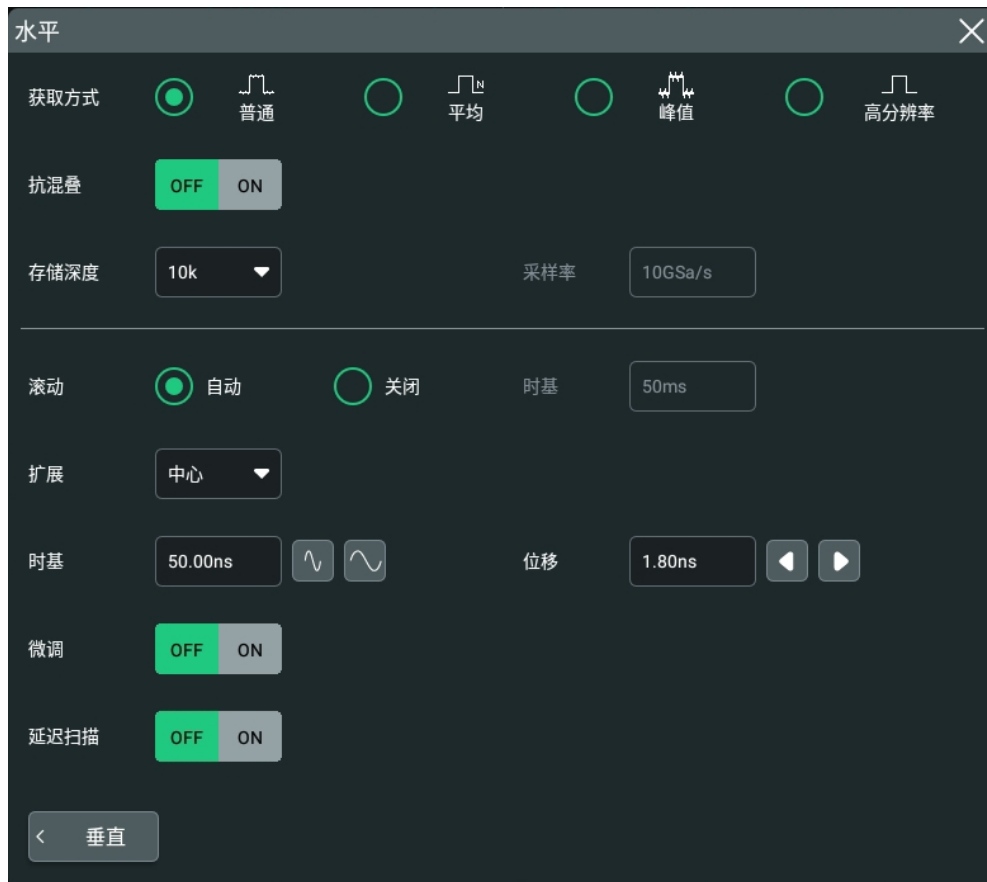 水平
获取方式 普通 N 平均 峰值 高分辨率
抗混叠 OFF ON
存储深度 10k 采样率 10GSa/s
滚动 自动 关闭 时基 50ms
扩展 中心
时基 50.00ns 位移 1.80ns
微调 OFF ON
延迟扫描 OFF ON
垂直